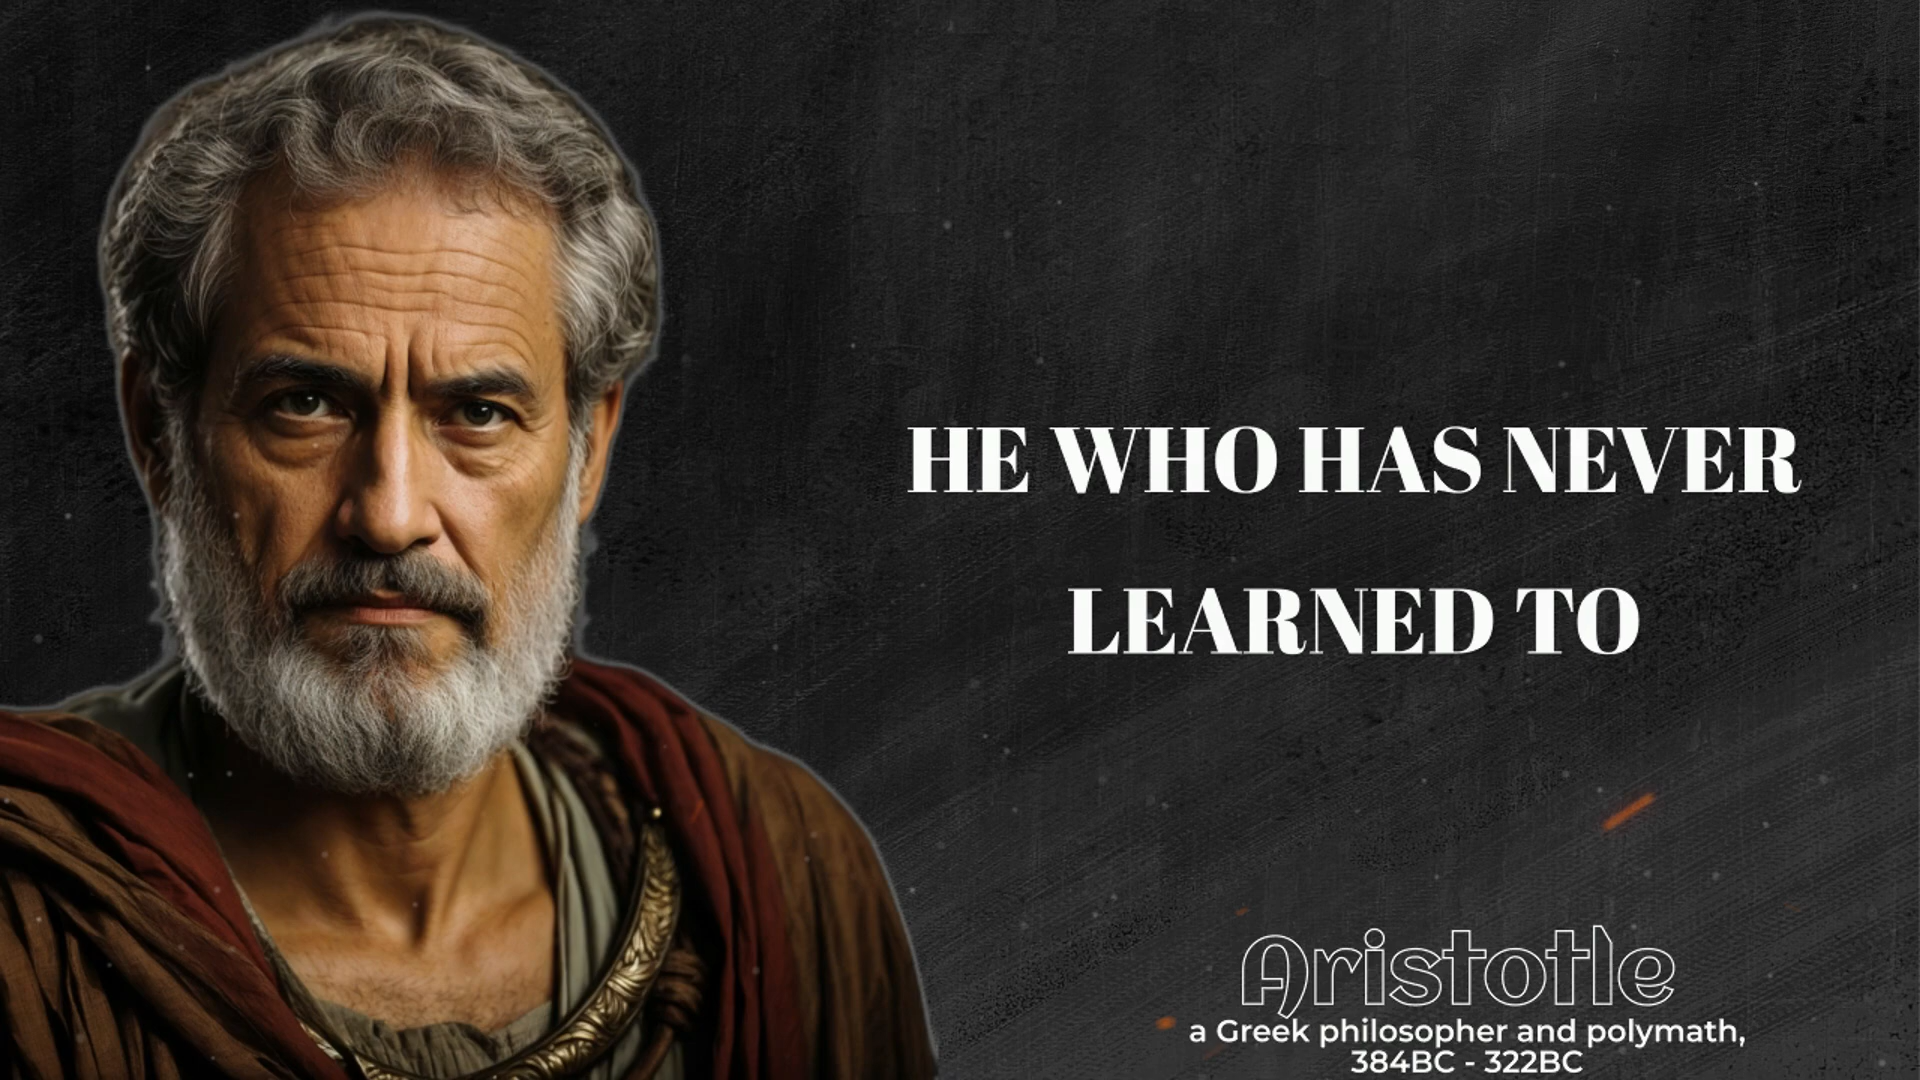 HE WHO HAS NEVER
LEARNED TO
Aristotle
a Greek philosopher and polymath,
384BC - 322BC